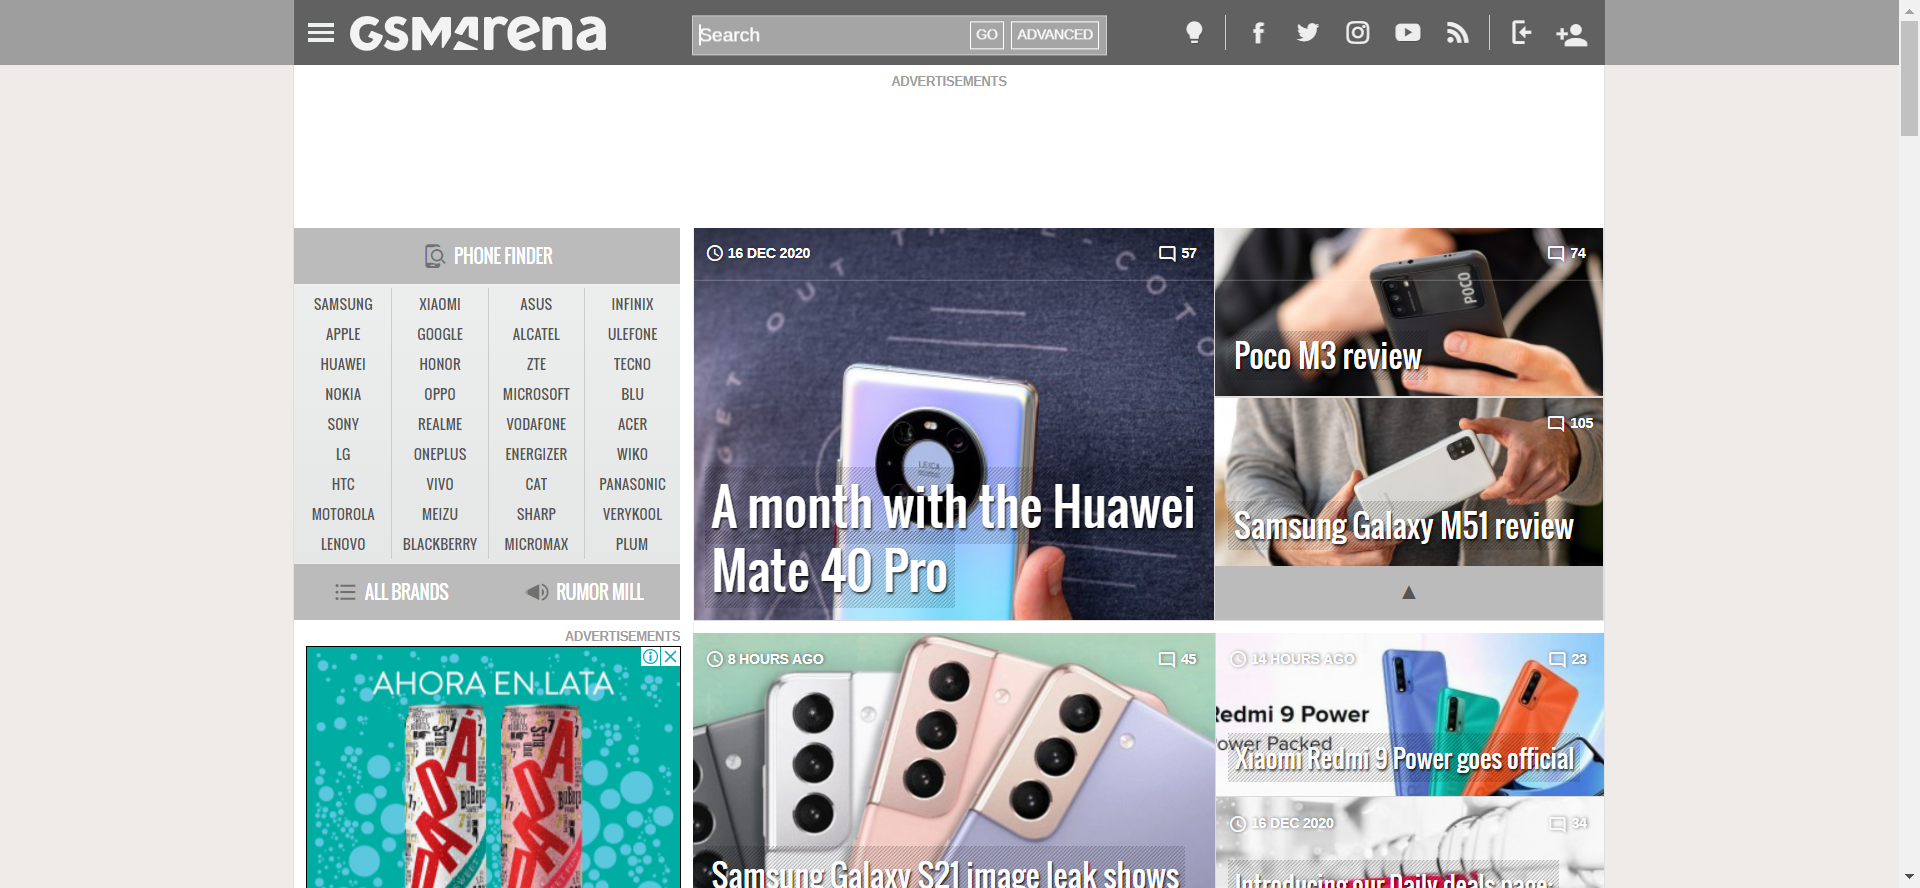 GSMArena
Search
GO
ADVANCED
ADVERTISEMENTS
PHONE FINDER
SAMSUNG XIAOMI ASUS INFINIX
APPLE GOOGLE ALCATEL ULEFONE
HUAWEI HONOR ZTE TECNO
NOKIA OPPO MICROSOFT BLU
SONY REALME VODAFONE ACER
LG ONEPLUS ENERGIZER WIKO
HTC VIVO CAT PANASONIC
MOTOROLA MEIZU SHARP VERYKOOL
LENOVO BLACKBERRY MICROMAX PLUM
ALL BRANDS
RUMOR MILL
16 DEC 2020
57
LEICA
A month with the Huawei
Mate 40 Pro
74
POCO
Poco M3 review
105
Samsung Galaxy M51 review
▲
ADVERTISEMENTS
AHORA EN LATA
8 HOURS AGO
45
Samsung Galaxy S21 image leak shows
14 HOURS AGO
23
Redmi 9 Power
ower Packed
Xiaomi Redmi 9 Power goes official
16 DEC 2020
34
Introducing our Daily deals page: